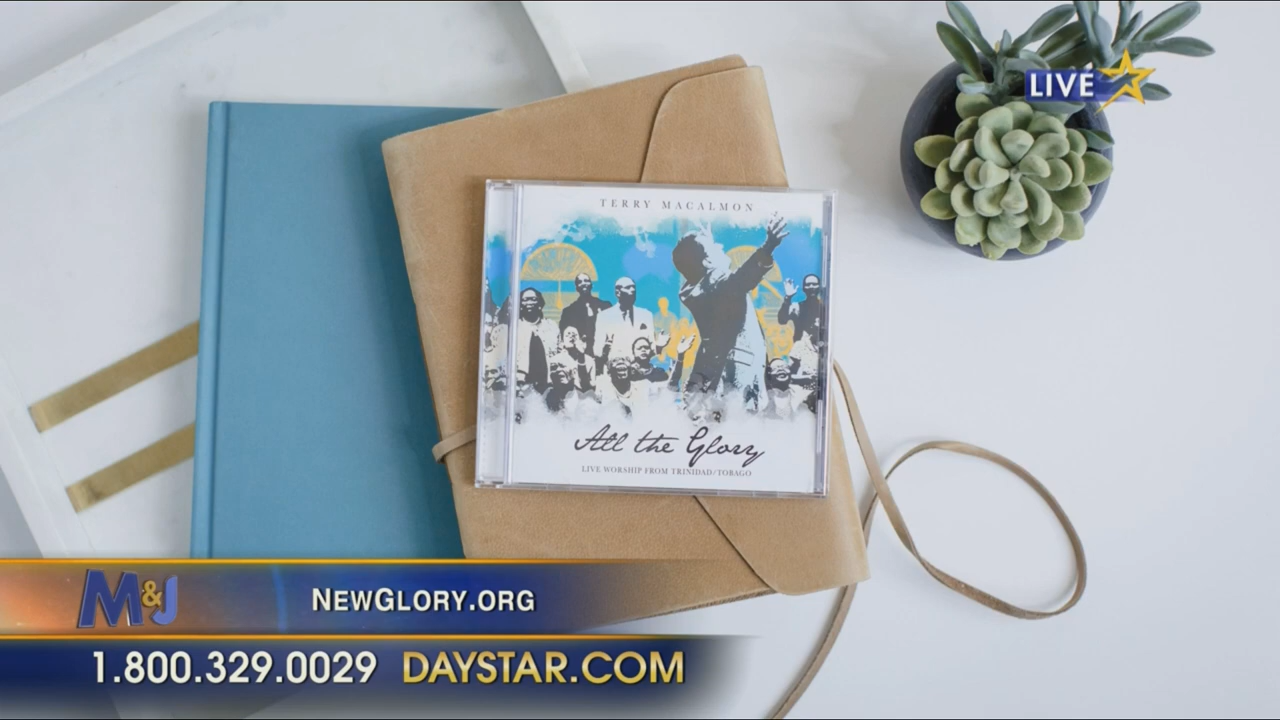 LIVE
TERRY MACALMON
All the Glory
LIVE WORSHIP FROM TRINIDAD/TOBAGO
M&J
NEWGLORY.ORG
1.800.329.0029 DAYSTAR.COM